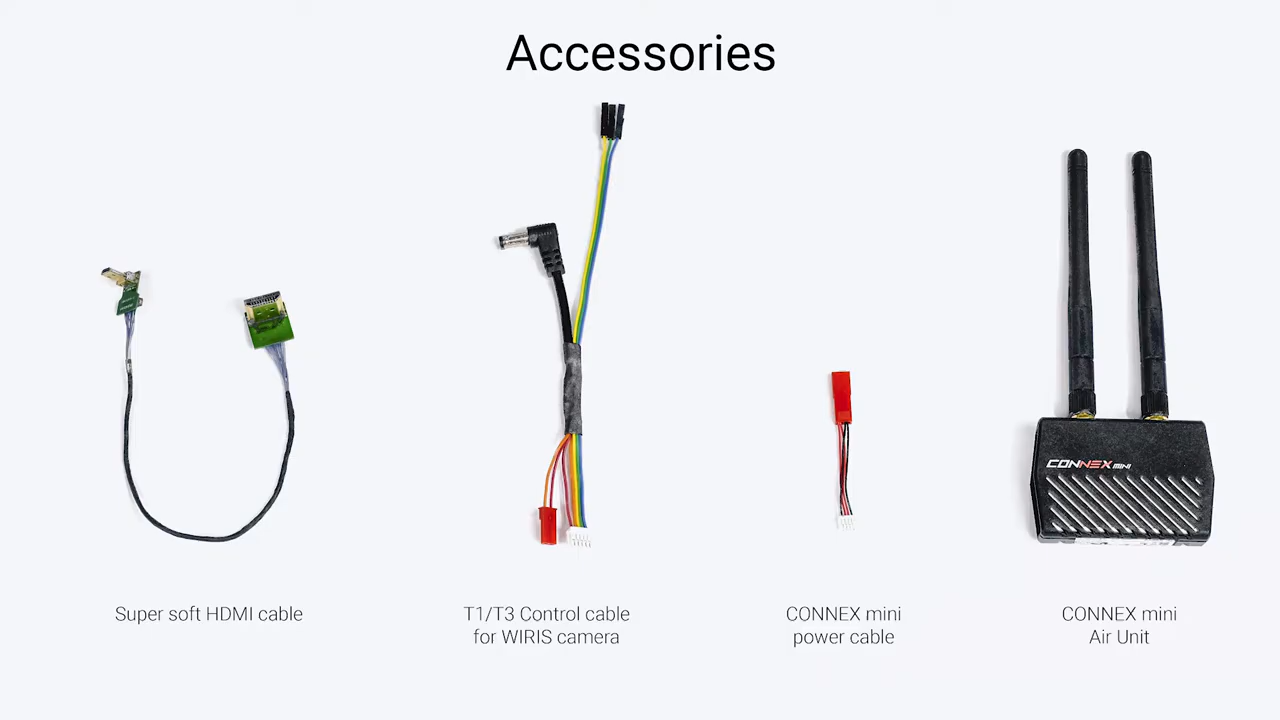 Accessories
CONNEX MINI
Super soft HDMI cable
T1/T3 Control cable
for WIRIS camera
CONNEX mini
power cable
CONNEX mini
Air Unit